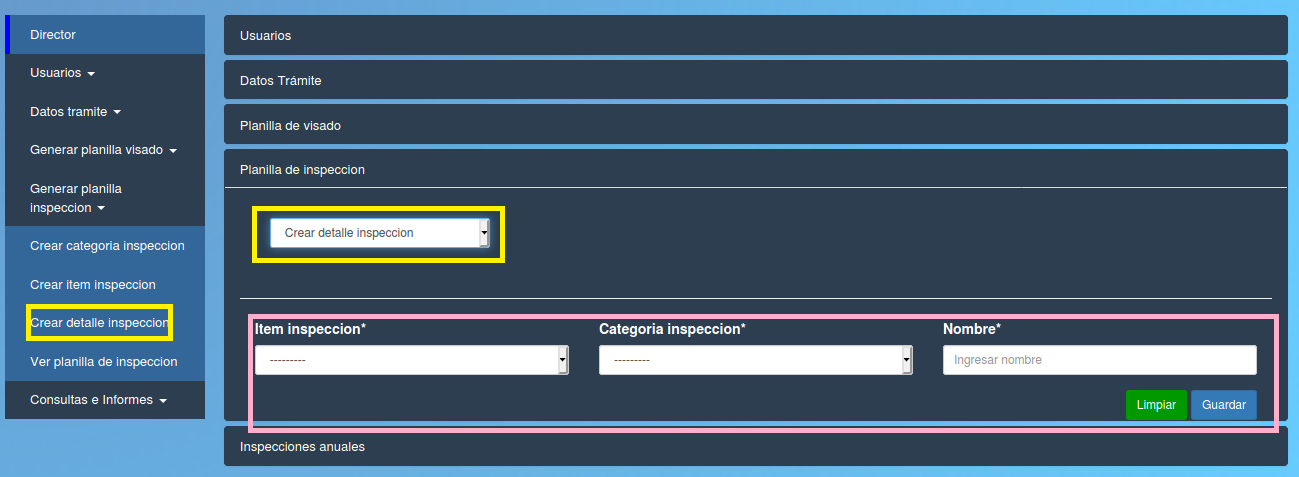 Director
Usuarios
Datos tramite
Generar planilla visado
Generar planilla
inspeccion
Crear categoria inspeccion
Crear item inspeccion
Crear detalle inspeccion
Ver planilla de inspeccion
Consultas e Informes
Usuarios
Datos Trámite
Planilla de visado
Planilla de inspeccion
Crear detalle inspeccion
Item inspeccion* Categoria inspeccion* Nombre*
--------- --------- Ingresar nombre
Limpiar Guardar
Inspecciones anuales